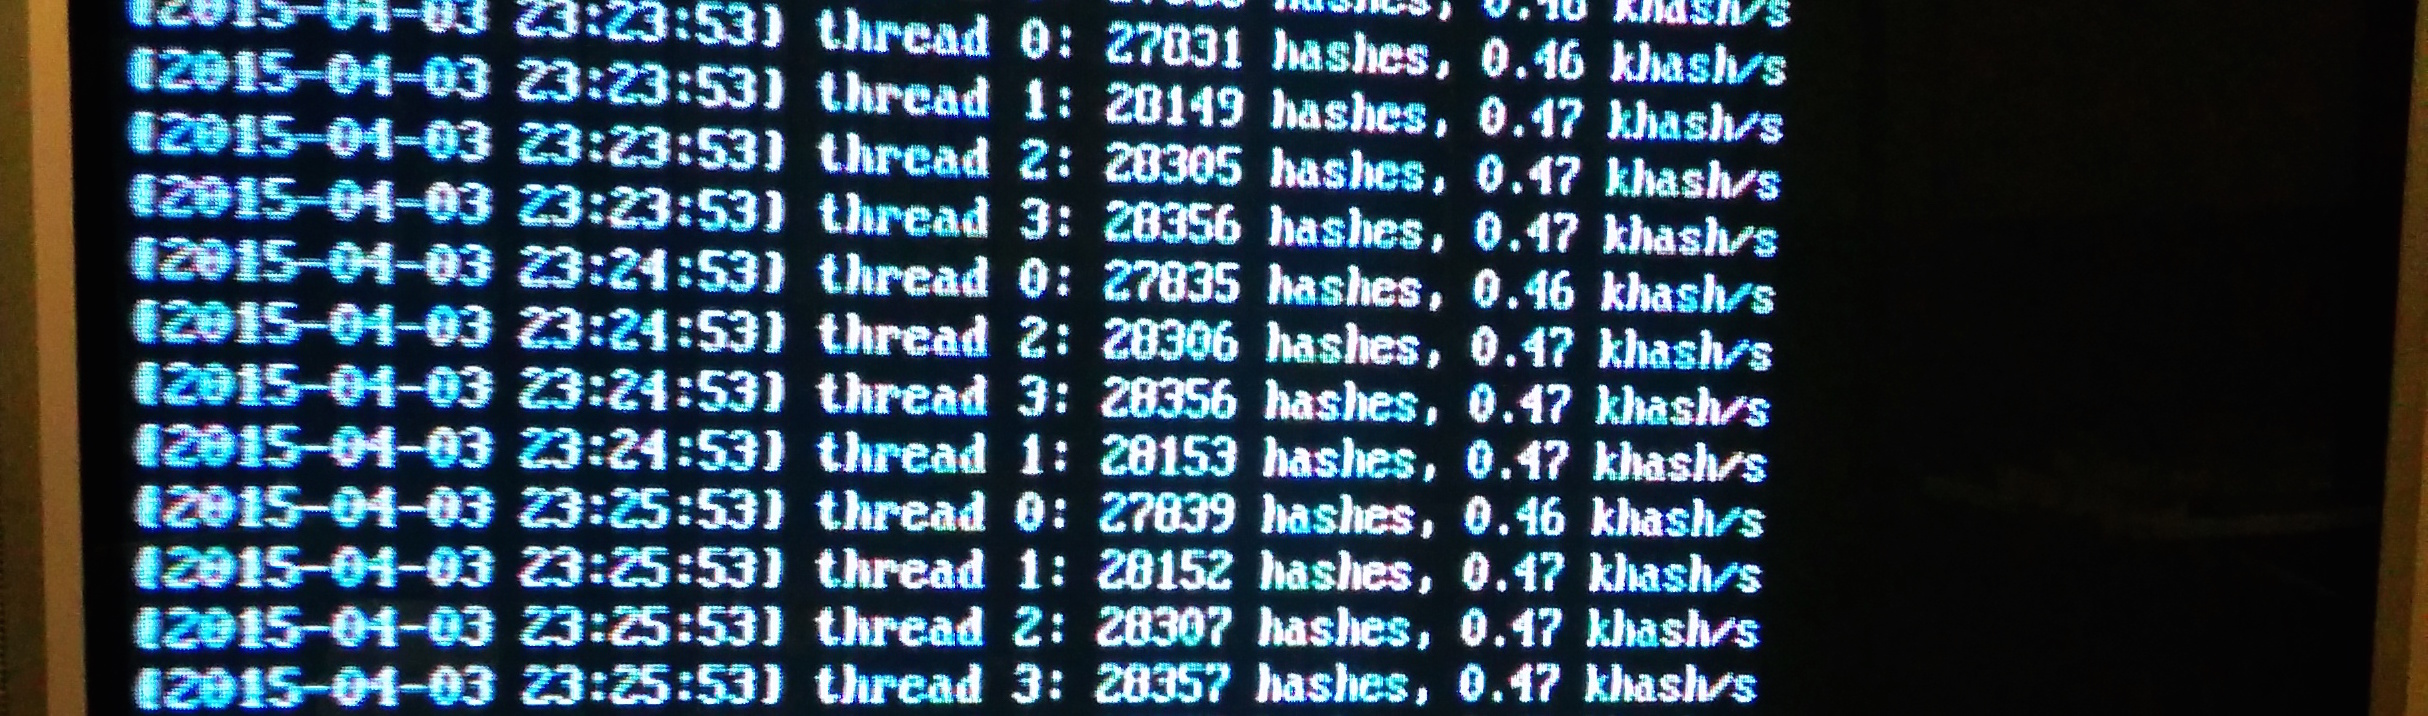 hashes, khash/s
[2015-04-03 23:23:53] thread 0: 27831 hashes, 0.46 khash/s
[2015-04-03 23:23:53] thread 1: 28149 hashes, 0.47 khash/s
[2015-04-03 23:23:53] thread 2: 28305 hashes, 0.47 khash/s
[2015-04-03 23:23:53] thread 3: 28356 hashes, 0.47 khash/s
[2015-04-03 23:24:53] thread 0: 27835 hashes, 0.46 khash/s
[2015-04-03 23:24:53] thread 2: 28306 hashes, 0.47 khash/s
[2015-04-03 23:24:53] thread 3: 28356 hashes, 0.47 khash/s
[2015-04-03 23:24:53] thread 1: 28153 hashes, 0.47 khash/s
[2015-04-03 23:25:53] thread 0: 27839 hashes, 0.46 khash/s
[2015-04-03 23:25:53] thread 1: 28152 hashes, 0.47 khash/s
[2015-04-03 23:25:53] thread 2: 28307 hashes, 0.47 khash/s
[2015-04-03 23:25:53] thread 3: 28357 hashes, 0.47 khash/s